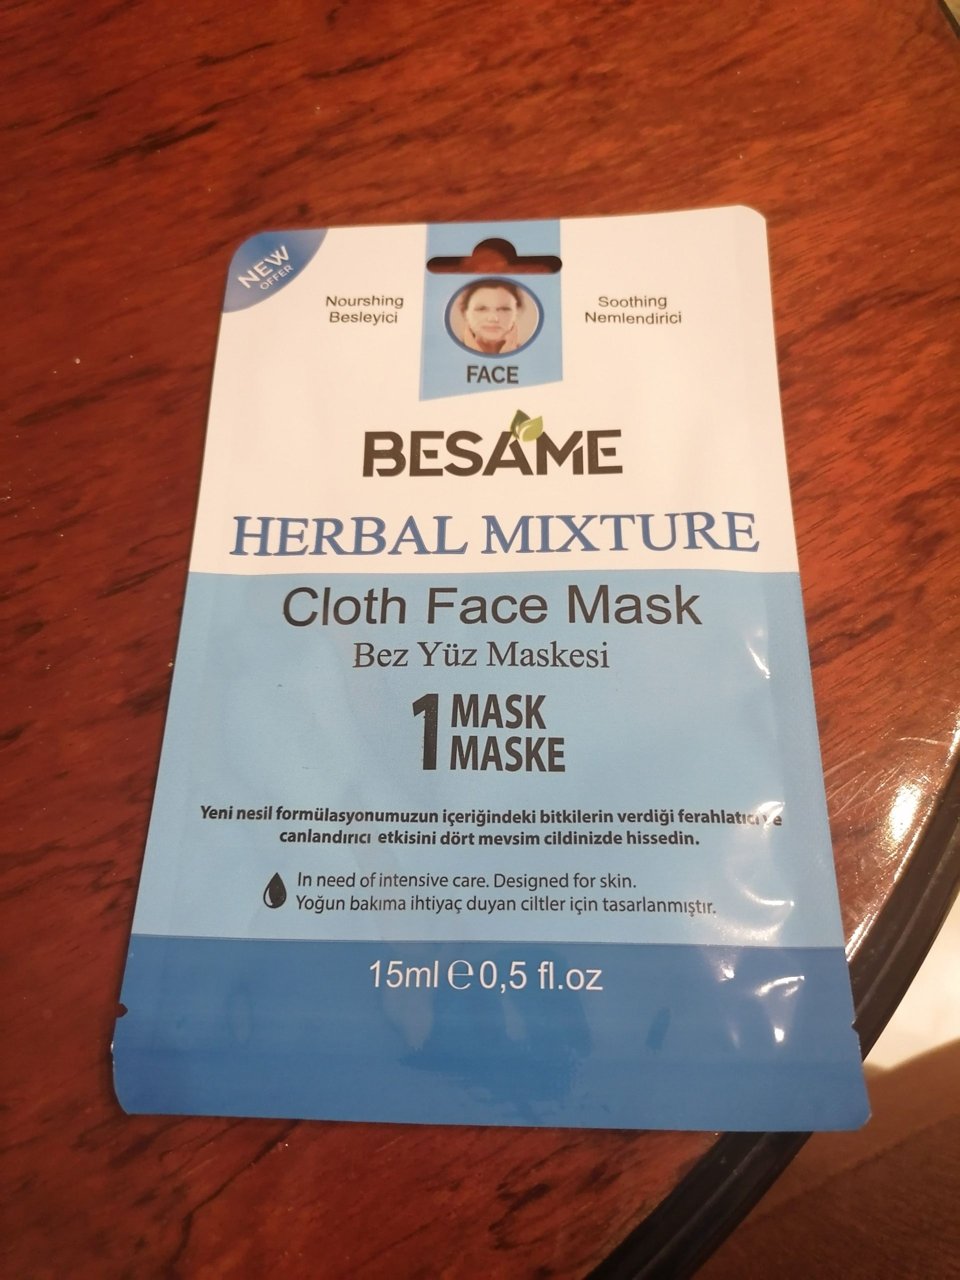 NEW
OFFER
Nourshing
Besleyici
Soothing
Nemlendirici
FACE
BESAME
HERBAL MIXTURE
Cloth Face Mask
Bez Yüz Maskesi
1 MASK
MASKE
Yeni nesil formülasyonumuzun içeriğindeki bitkilerin verdiği ferahlatıcı ve
canlandırıcı etkisini dört mevsim cildinizde hissedin.
In need of intensive care. Designed for skin.
Yoğun bakıma ihtiyaç duyan ciltler için tasarlanmıştır.
15ml ℮ 0,5 fl.oz